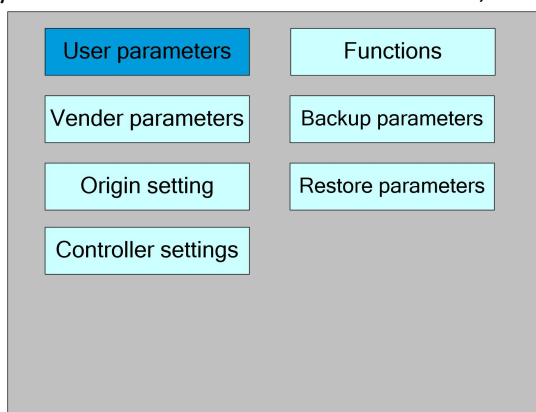 User parameters
Functions
Vender parameters
Backup parameters
Origin setting
Restore parameters
Controller settings